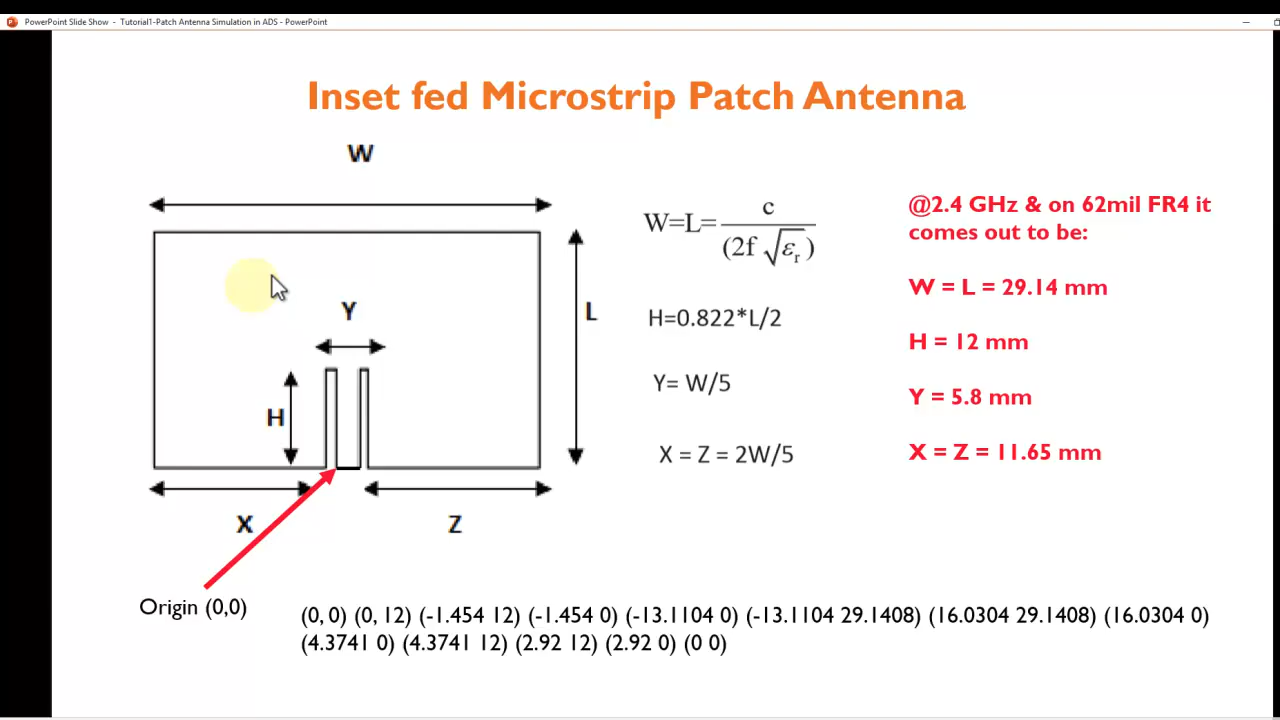 PowerPoint Slide Show - Tutorial1-Patch Antenna Simulation in ADS - PowerPoint
Inset fed Microstrip Patch Antenna
W
W=L= c / (2f √εr)
@2.4 GHz & on 62mil FR4 it
comes out to be:
W = L = 29.14 mm
Y
L
H=0.822*L/2
H = 12 mm
Y= W/5
Y = 5.8 mm
H
X = Z = 2W/5
X = Z = 11.65 mm
X
Z
Origin (0,0)
(0, 0) (0, 12) (-1.454 12) (-1.454 0) (-13.1104 0) (-13.1104 29.1408) (16.0304 29.1408) (16.0304 0)
(4.3741 0) (4.3741 12) (2.92 12) (2.92 0) (0 0)